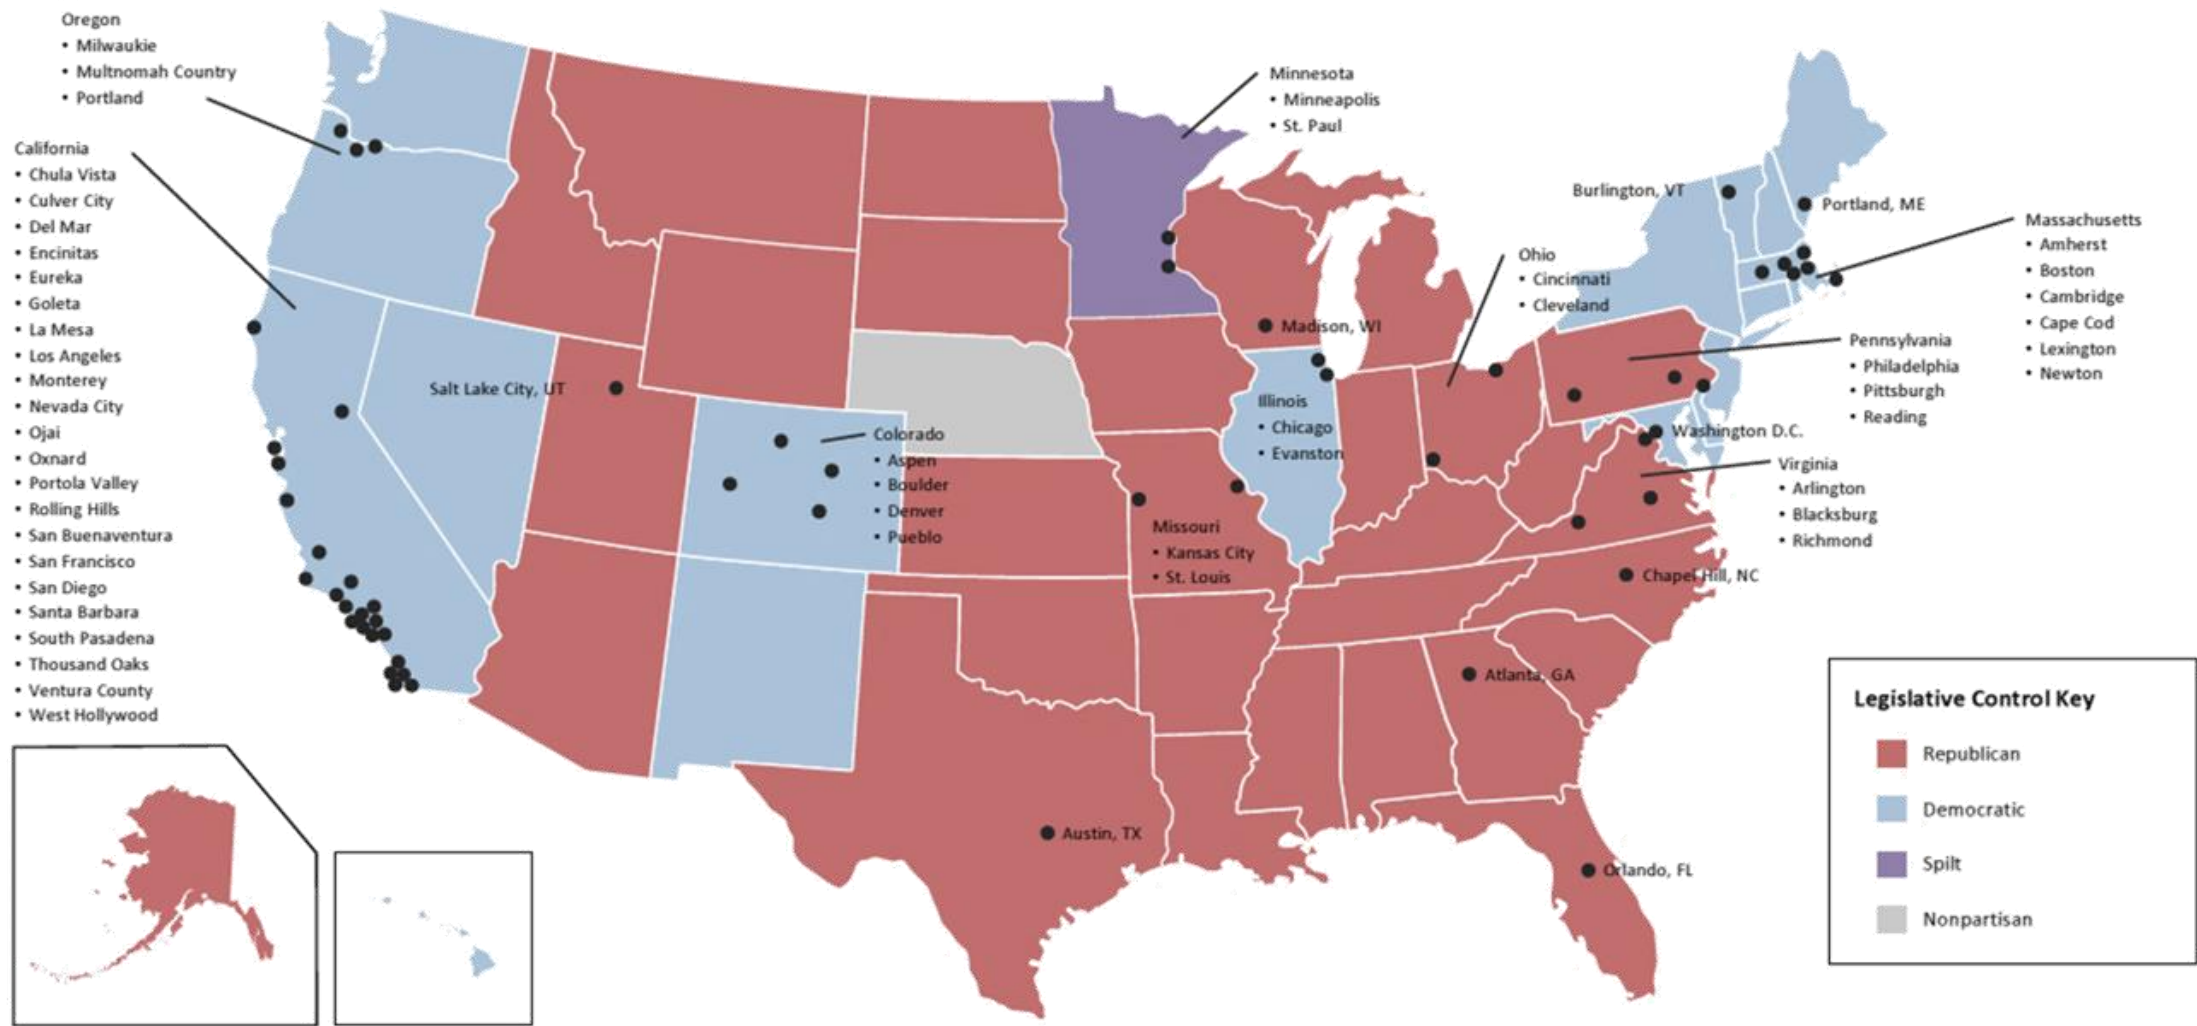 Oregon
• Milwaukie
• Multnomah Country
• Portland
California
• Chula Vista
• Culver City
• Del Mar
• Encinitas
• Eureka
• Goleta
• La Mesa
• Los Angeles
• Monterey
• Nevada City
• Ojai
• Oxnard
• Portola Valley
• Rolling Hills
• San Buenaventura
• San Francisco
• San Diego
• Santa Barbara
• South Pasadena
• Thousand Oaks
• Ventura County
• West Hollywood
Salt Lake City, UT
Colorado
• Aspen
• Boulder
• Denver
• Pueblo
Minnesota
• Minneapolis
• St. Paul
Madison, WI
Illinois
• Chicago
• Evanston
Missouri
• Kansas City
• St. Louis
Austin, TX
Ohio
• Cincinnati
• Cleveland
Burlington, VT
Portland, ME
Massachusetts
• Amherst
• Boston
• Cambridge
• Cape Cod
• Lexington
• Newton
Pennsylvania
• Philadelphia
• Pittsburgh
• Reading
Washington D.C.
Virginia
• Arlington
• Blacksburg
• Richmond
Chapel Hill, NC
Atlanta, GA
Orlando, FL
Legislative Control Key
Republican
Democratic
Spilt
Nonpartisan